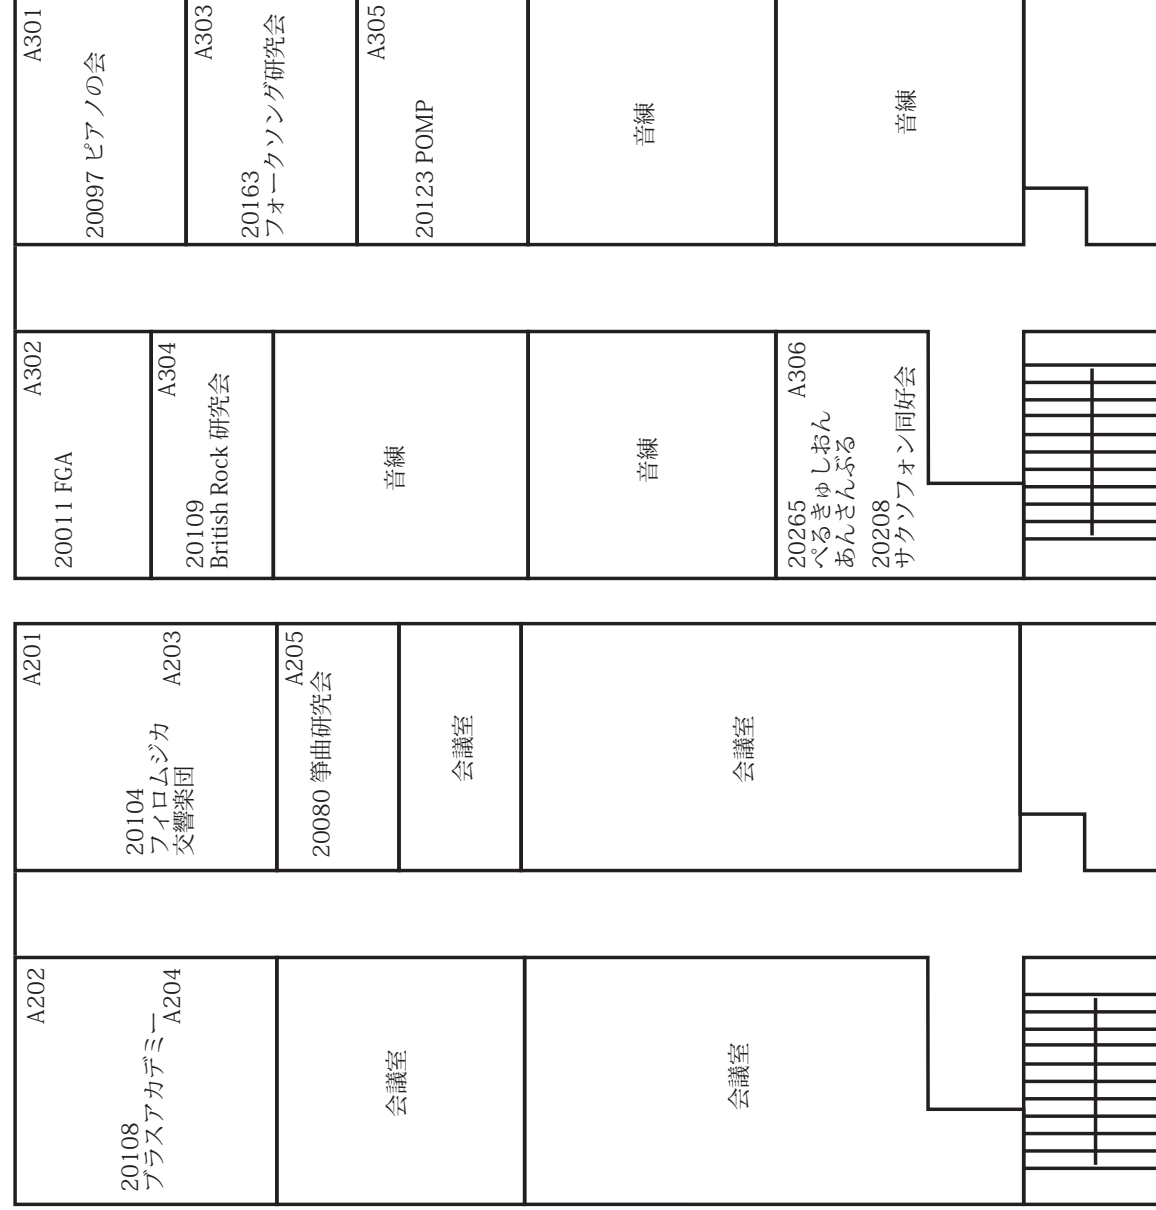 A301
20097 ピアノの会
A303
20163
フォークソング研究会
A305
20123 POMP
音練
音練
A302
20011 FGA
A304
20109
British Rock 研究会
音練
音練
A306
20265
ぺるきゅしおん
あんさんぶる
20208
サクソフォン同好会
A201
A203
20104
フィロムジカ
交響楽団
A205
20080 箏曲研究会
会議室
会議室
A202
A204
20108
ブラスアカデミー
会議室
会議室